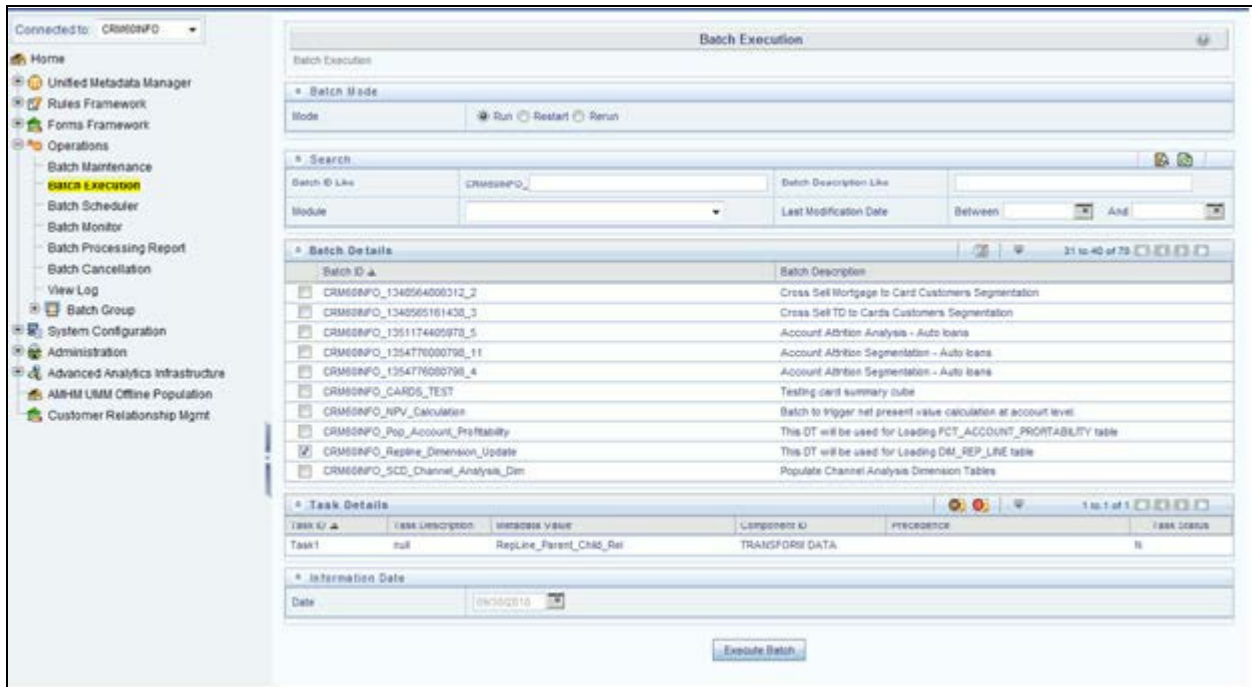 Connected to: CRM60INFO
Home
Unified Metadata Manager
Rules Framework
Forms Framework
Operations
Batch Maintenance
Batch Execution
Batch Scheduler
Batch Monitor
Batch Processing Report
Batch Cancellation
View Log
Batch Group
System Configuration
Administration
Advanced Analytics Infrastructure
AMHM UMM Offline Population
Customer Relationship Mgmt
Batch Execution
Batch Execution
Batch Mode
Mode Run Restart Rerun
Search
Batch ID Like CRM60INFO_ Batch Description Like
Module Last Modification Date Between And
Batch Details 31 to 40 of 78
Batch ID Batch Description
CRM60INFO_1340564006312_2 Cross Sell Mortgage to Card Customers Segmentation
CRM60INFO_1340565161438_3 Cross Sell TD to Cards Customers Segmentation
CRM60INFO_1351174405978_5 Account Attrition Analysis - Auto loans
CRM60INFO_1354776000798_11 Account Attrition Segmentation - Auto loans
CRM60INFO_1354776080798_4 Account Attrition Segmentation - Auto loans
CRM60INFO_CARDS_TEST Testing card summary cube
CRM60INFO_NPV_Calculation Batch to trigger net present value calculation at account level.
CRM60INFO_Pop_Account_Profitability This DT will be used for Loading FCT_ACCOUNT_PROFITABILITY table
CRM60INFO_Repline_Dimension_Update This DT will be used for Loading DIM_REP_LINE table
CRM60INFO_SCD_Channel_Analysis_Dim Populate Channel Analysis Dimension Tables
Task Details 1 to 1 of 1
Task ID Task Description Metadata Value Component ID Precedence Task Status
Task1 null RepLine_Parent_Child_Rel TRANSFORM DATA N
Information Date
Date
Execute Batch